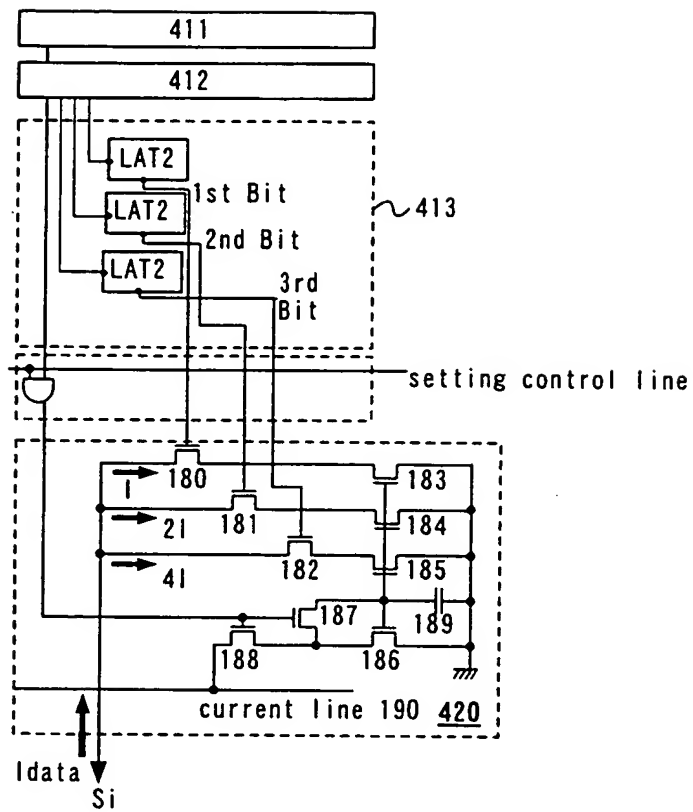 411
412
LAT2
1st Bit
LAT2
413
2nd Bit
LAT2
3rd
Bit
setting control line
I
180
183
2I
181
184
4I
182
185
187
189
188
186
current line 190
420
Idata
Si